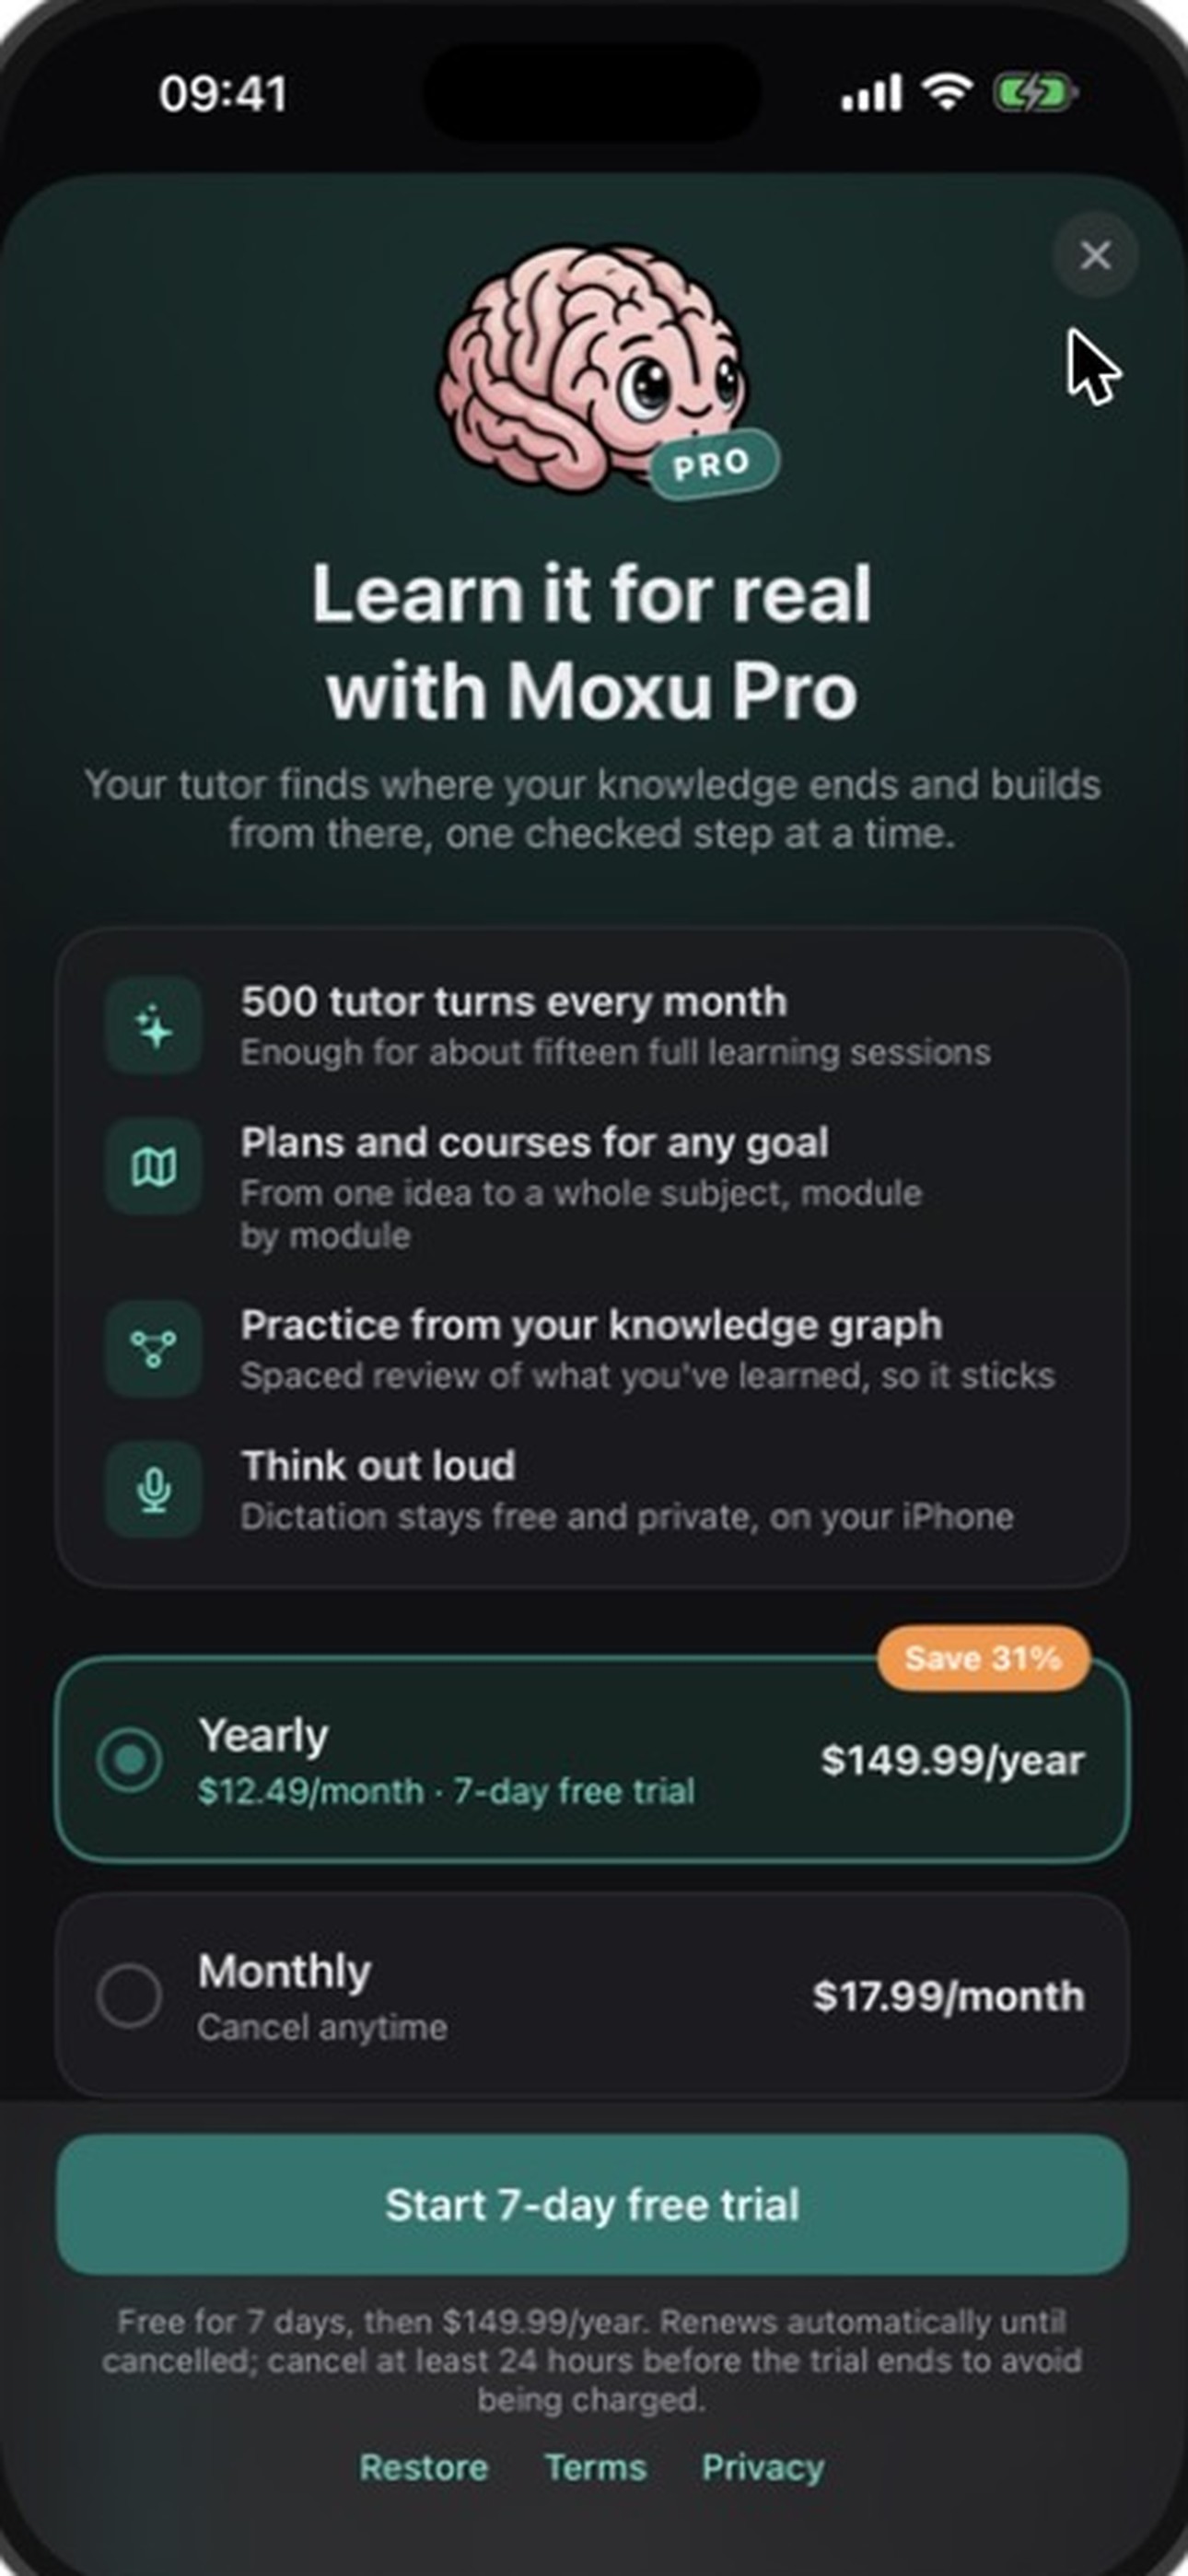 09:41
PRO
Learn it for real
with Moxu Pro
Your tutor finds where your knowledge ends and builds
from there, one checked step at a time.
500 tutor turns every month
Enough for about fifteen full learning sessions
Plans and courses for any goal
From one idea to a whole subject, module
by module
Practice from your knowledge graph
Spaced review of what you've learned, so it sticks
Think out loud
Dictation stays free and private, on your iPhone
Save 31%
Yearly
$12.49/month · 7-day free trial
$149.99/year
Monthly
Cancel anytime
$17.99/month
Start 7-day free trial
Free for 7 days, then $149.99/year. Renews automatically until
cancelled; cancel at least 24 hours before the trial ends to avoid
being charged.
Restore Terms Privacy